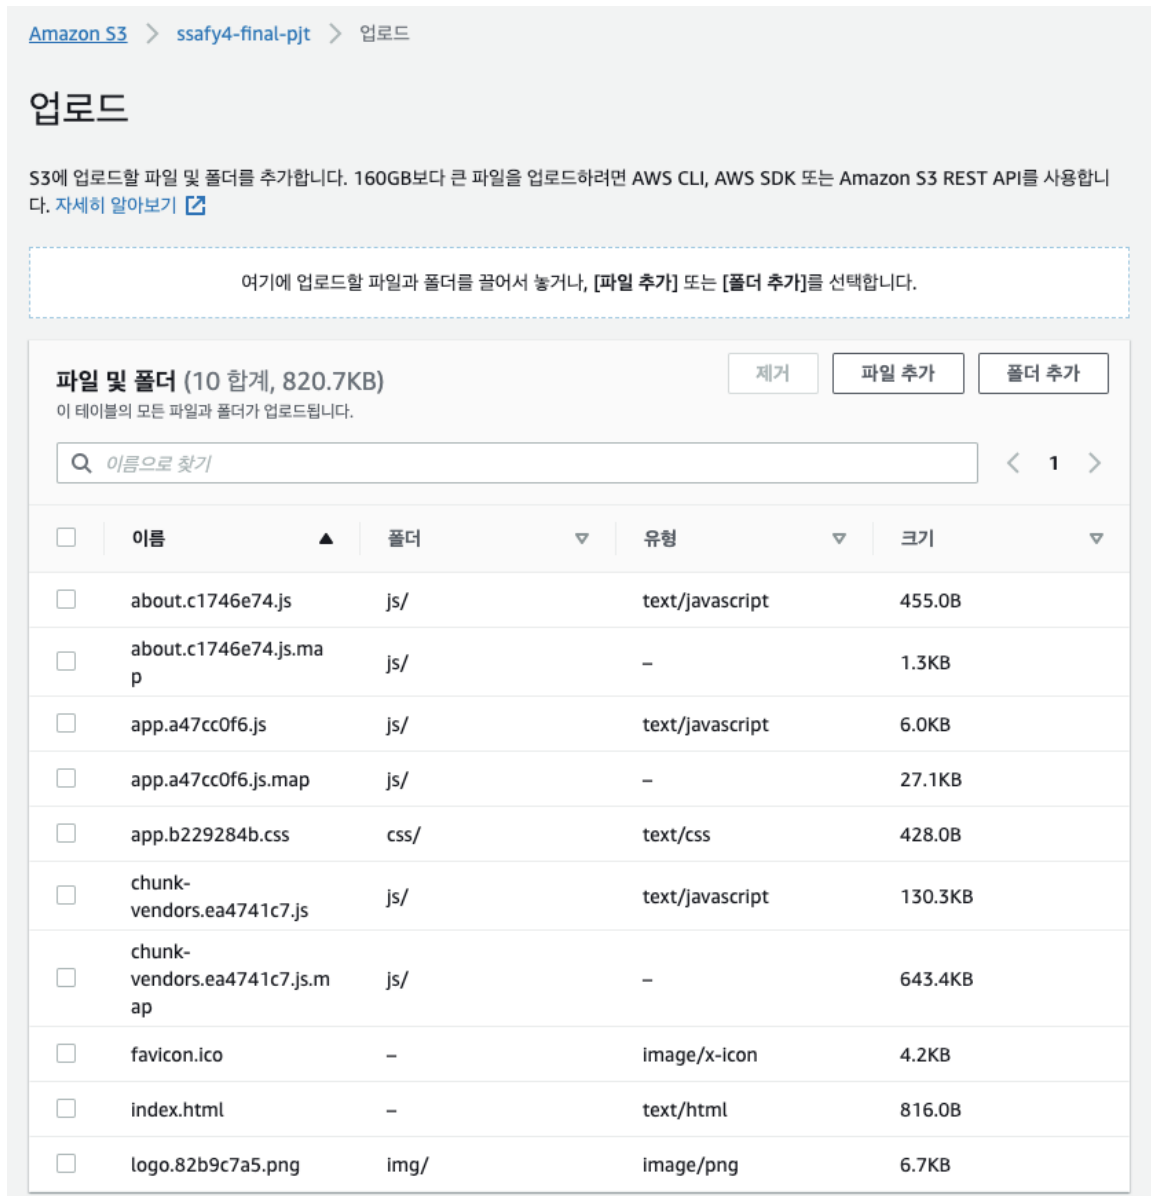 Amazon S3 > ssafy4-final-pjt > 업로드
업로드
S3에 업로드할 파일 및 폴더를 추가합니다. 160GB보다 큰 파일을 업로드하려면 AWS CLI, AWS SDK 또는 Amazon S3 REST API를 사용합니
다. 자세히 알아보기
여기에 업로드할 파일과 폴더를 끌어서 놓거나, [파일 추가] 또는 [폴더 추가]를 선택합니다.
파일 및 폴더 (10 합계, 820.7KB) 제거 파일 추가 폴더 추가
이 테이블의 모든 파일과 폴더가 업로드됩니다.
이름으로 찾기 < 1 >
이름 폴더 유형 크기
about.c1746e74.js js/ text/javascript 455.0B
about.c1746e74.js.ma
p js/ – 1.3KB
app.a47cc0f6.js js/ text/javascript 6.0KB
app.a47cc0f6.js.map js/ – 27.1KB
app.b229284b.css css/ text/css 428.0B
chunk-
vendors.ea4741c7.js js/ text/javascript 130.3KB
chunk-
vendors.ea4741c7.js.m js/ – 643.4KB
ap
favicon.ico – image/x-icon 4.2KB
index.html – text/html 816.0B
logo.82b9c7a5.png img/ image/png 6.7KB